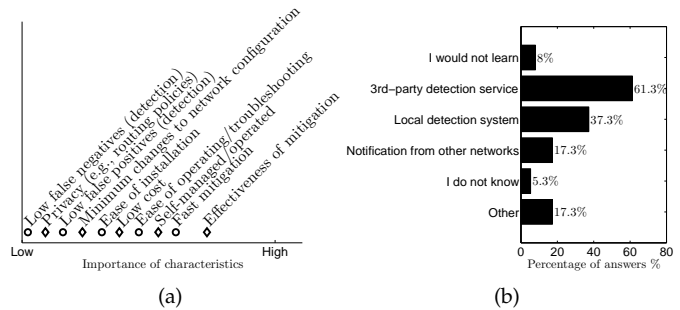 Low false negatives (detection)
Privacy (e.g., routing policies)
Low false positives (detection)
Minimum changes to network configuration
Ease of installation
Low cost
Ease of operating/troubleshooting
Self-managed/operated
Fast mitigation
Effectiveness of mitigation
Low
High
Importance of characteristics
(a)
I would not learn
8%
3rd−party detection service
61.3%
Local detection system
37.3%
Notification from other networks
17.3%
I do not know
5.3%
Other
17.3%
0 20 40 60 80
Percentage of answers %
(b)